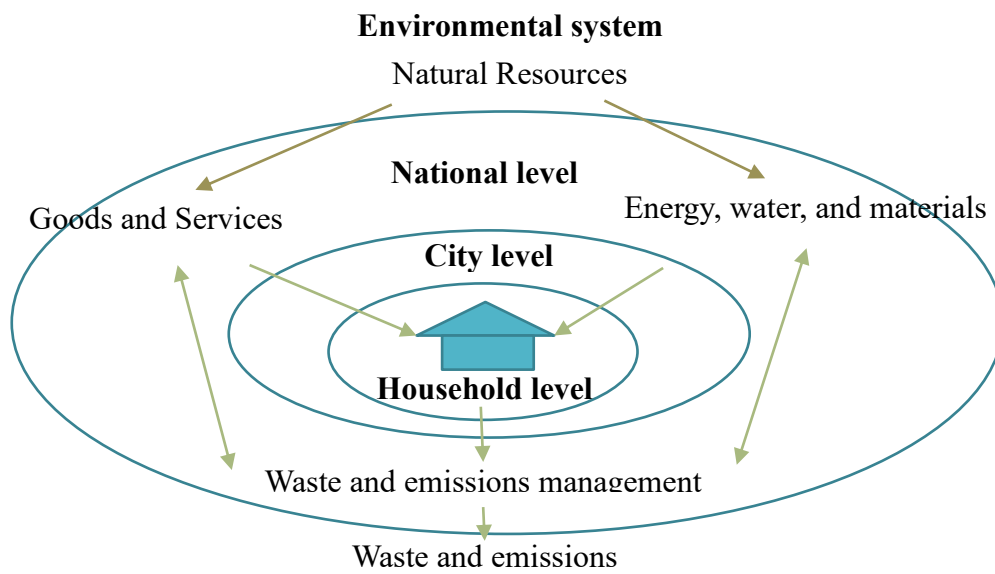 Environmental system
Natural Resources
National level
Goods and Services
Energy, water, and materials
City level
Household level
Waste and emissions management
Waste and emissions